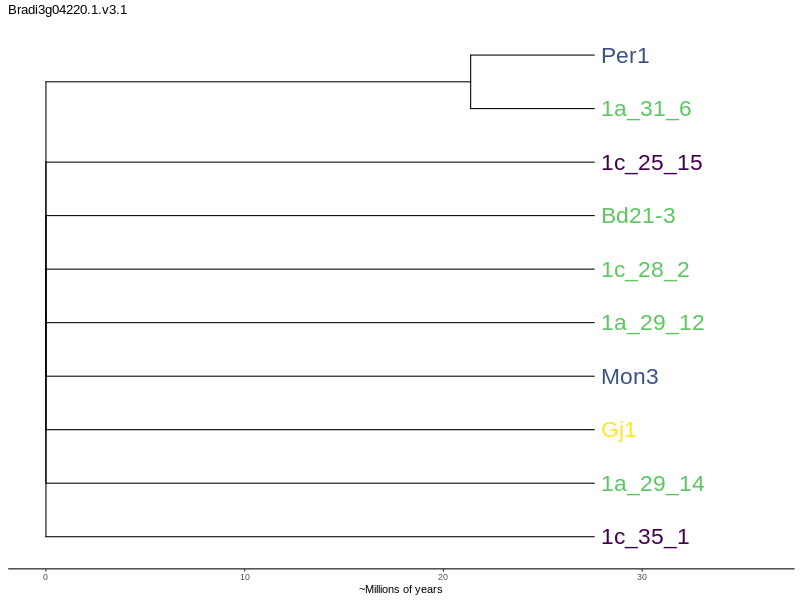 Bradi3g04220.1.v3.1
Per1
1a_31_6
1c_25_15
Bd21-3
1c_28_2
1a_29_12
Mon3
Gj1
1a_29_14
1c_35_1
0 10 20 30
~Millions of years